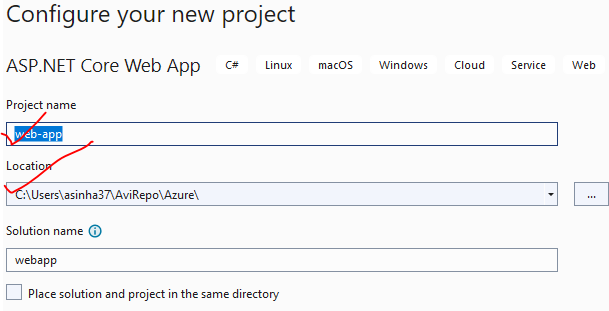 Configure your new project
ASP.NET Core Web App C# Linux macOS Windows Cloud Service Web
Project name
web-app
Location
C:\Users\asinha37\AviRepo\Azure\ ...
Solution name
webapp
Place solution and project in the same directory